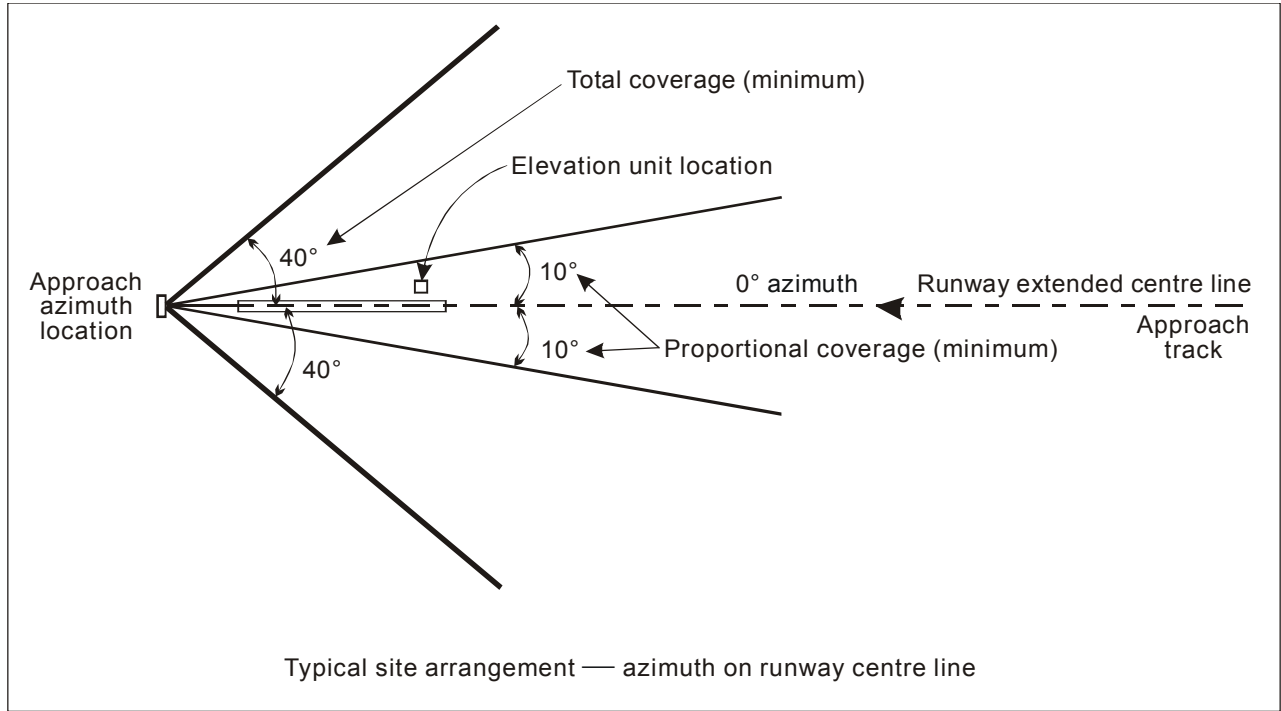 Total coverage (minimum)
Elevation unit location
40°
10°
Approach
azimuth
location
0° azimuth
Runway extended centre line
Approach
track
10°
Proportional coverage (minimum)
40°
Typical site arrangement — azimuth on runway centre line